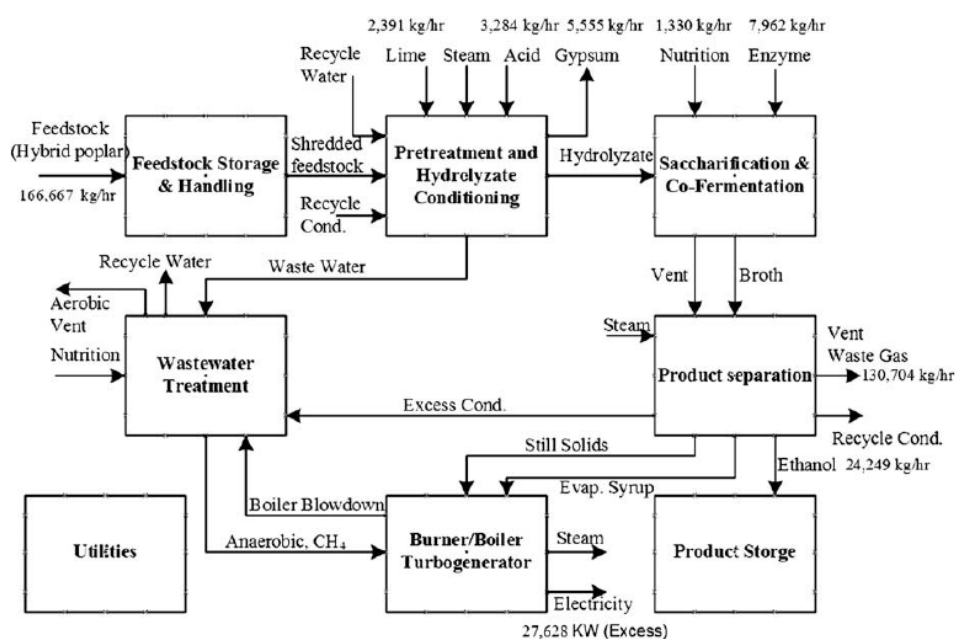 2,391 kg/hr 3,284 kg/hr 5,555 kg/hr 1,330 kg/hr 7,962 kg/hr
Recycle
Water
Lime Steam Acid Gypsum Nutrition Enzyme
Feedstock
(Hybrid poplar)
166,667 kg/hr
Feedstock Storage
& Handling
Shredded
feedstock
Recycle
Cond.
Pretreatment and
Hydrolyzate
Conditioning
Hydrolyzate
Saccharification &
Co-Fermentation
Recycle Water
Waste Water
Vent Broth
Aerobic
Vent
Nutrition
Wastewater
Treatment
Steam
Product separation
Vent
Waste Gas
130,704 kg/hr
Excess Cond.
Recycle Cond.
Still Solids
Ethanol 24,249 kg/hr
Evap. Syrup
Boiler Blowdown
Utilities
Anaerobic, CH₄
Burner/Boiler
Turbogenerator
Steam
Electricity
Product Storge
27,628 KW (Excess)